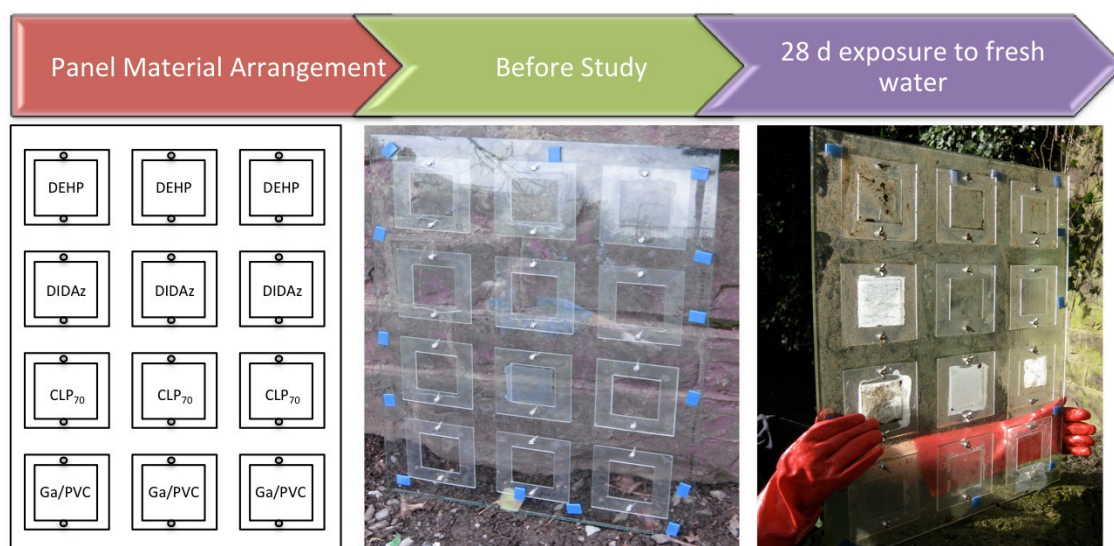 Panel Material Arrangement
Before Study
28 d exposure to fresh
water
DEHP DEHP DEHP
DIDAz DIDAz DIDAz
CLP₇₀ CLP₇₀ CLP₇₀
Ga/PVC Ga/PVC Ga/PVC